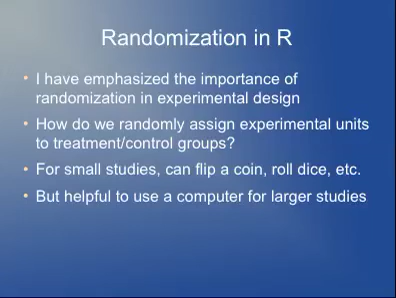 Randomization in R
• I have emphasized the importance of
randomization in experimental design
• How do we randomly assign experimental units
to treatment/control groups?
• For small studies, can flip a coin, roll dice, etc.
• But helpful to use a computer for larger studies